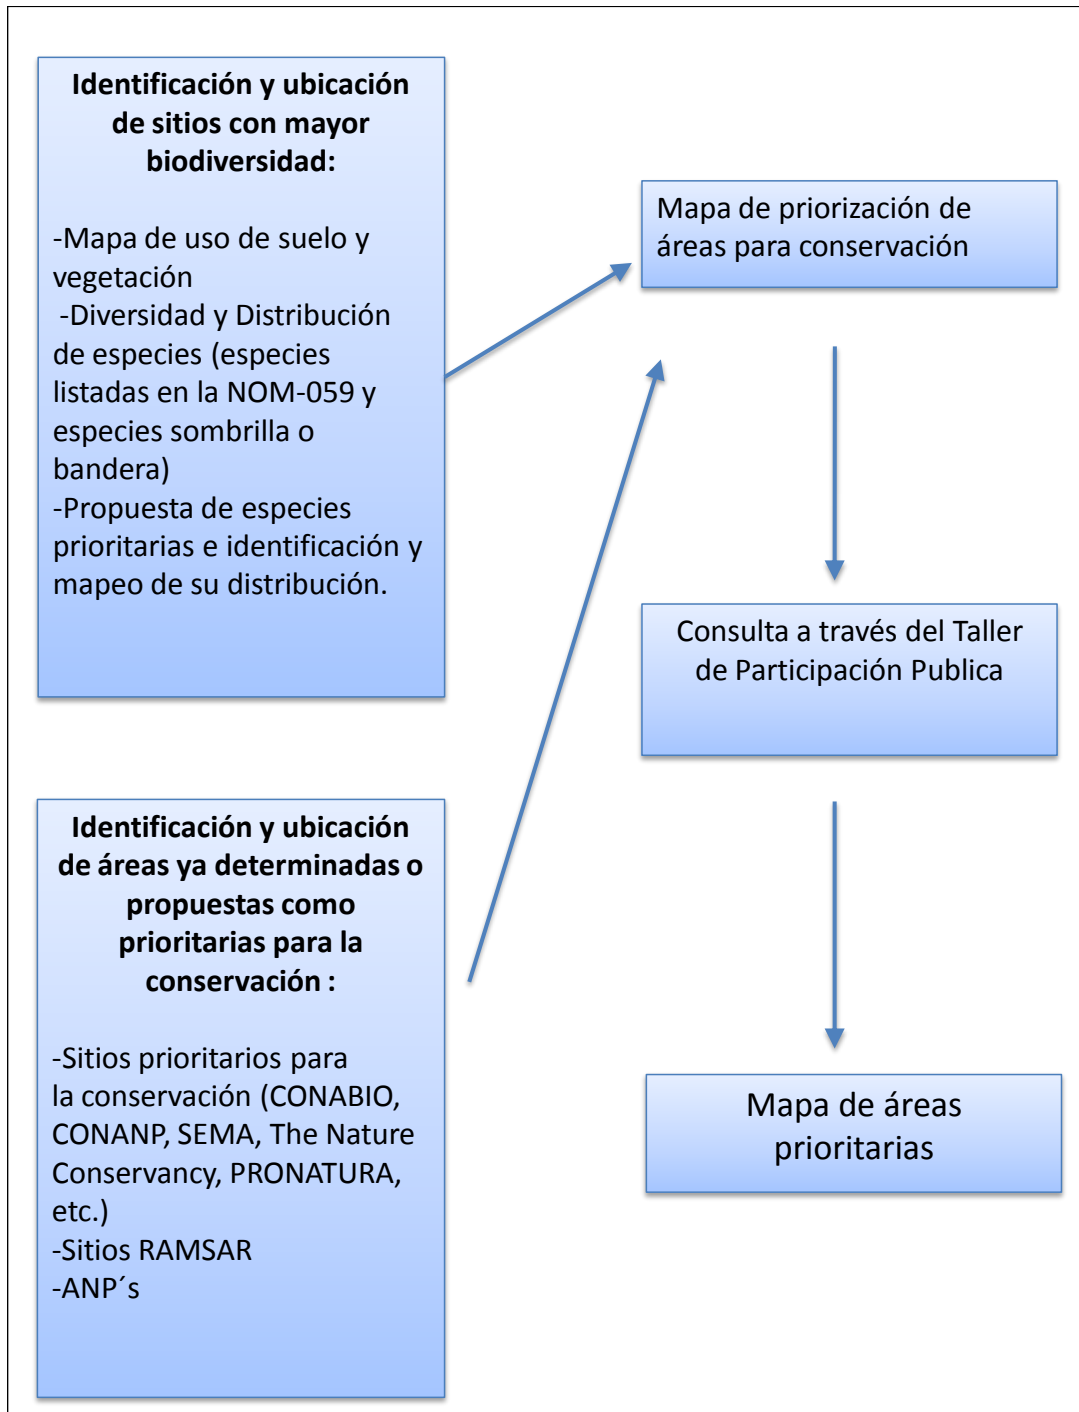 Identificación y ubicación
de sitios con mayor
biodiversidad:
-Mapa de uso de suelo y
vegetación
-Diversidad y Distribución
de especies (especies
listadas en la NOM-059 y
especies sombrilla o
bandera)
-Propuesta de especies
prioritarias e identificación y
mapeo de su distribución.
Identificación y ubicación
de áreas ya determinadas o
propuestas como
prioritarias para la
conservación :
-Sitios prioritarios para
la conservación (CONABIO,
CONANP, SEMA, The Nature
Conservancy, PRONATURA,
etc.)
-Sitios RAMSAR
-ANP´s
Mapa de priorización de
áreas para conservación
Consulta a través del Taller
de Participación Publica
Mapa de áreas
prioritarias